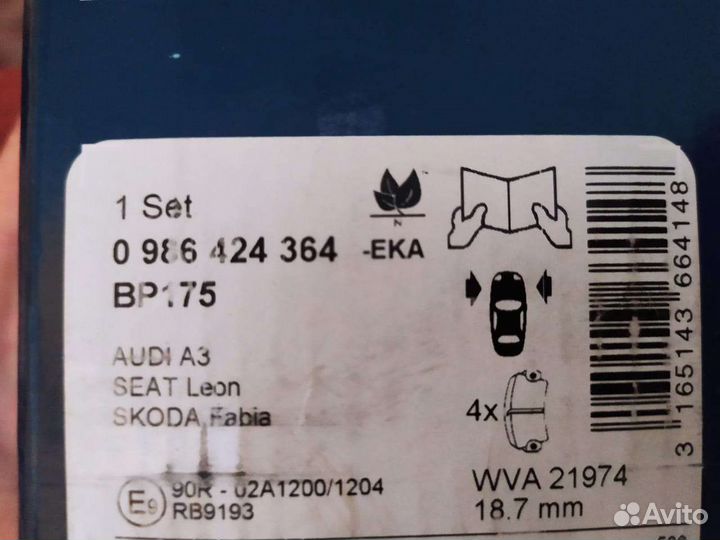 1 Set
0 986 424 364 -EKA
BP175
AUDI A3
SEAT Leon
SKODA Fabia
4x
E9 90R - 02A1200/1204
RB9193
WVA 21974
18.7 mm
3 165143 664148
Avito